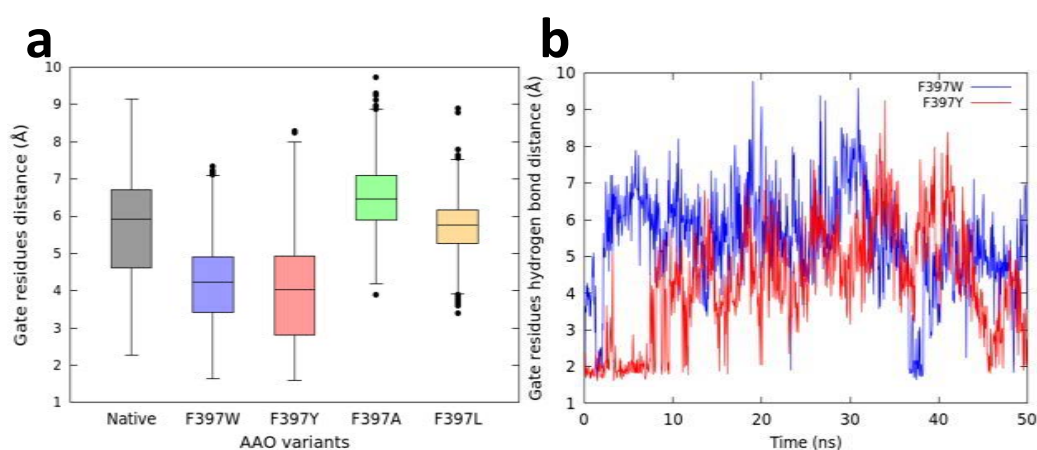 a
10
9
8
7
6
5
4
3
2
1
Gate residues distance (Å)
Native F397W F397Y F397A F397L
AAO variants
b
10
9
8
7
6
5
4
3
2
1
Gate residues hydrogen bond distance (Å)
F397W
F397Y
0 10 20 30 40 50
Time (ns)